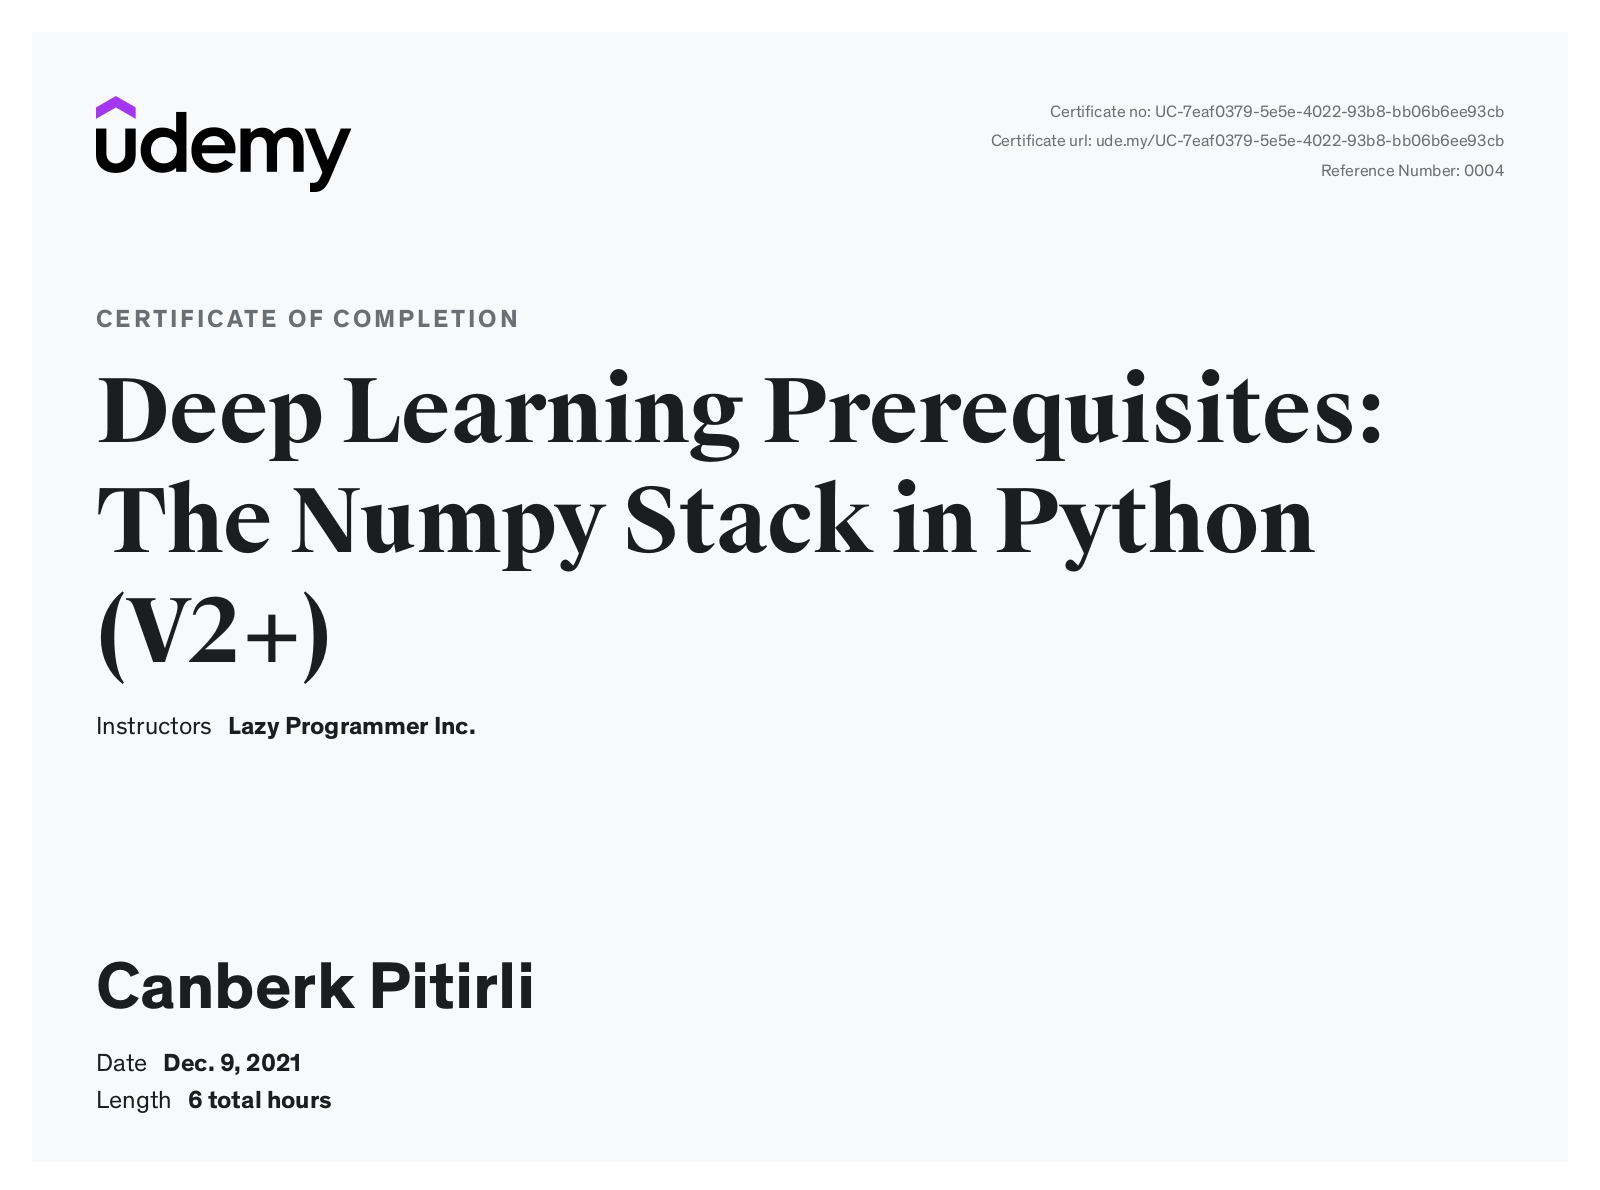 udemy
Certificate no: UC-7eaf0379-5e5e-4022-93b8-bb06b6ee93cb
Certificate url: ude.my/UC-7eaf0379-5e5e-4022-93b8-bb06b6ee93cb
Reference Number: 0004
CERTIFICATE OF COMPLETION
Deep Learning Prerequisites:
The Numpy Stack in Python
(V2+)
Instructors Lazy Programmer Inc.
Canberk Pitirli
Date Dec. 9, 2021
Length 6 total hours